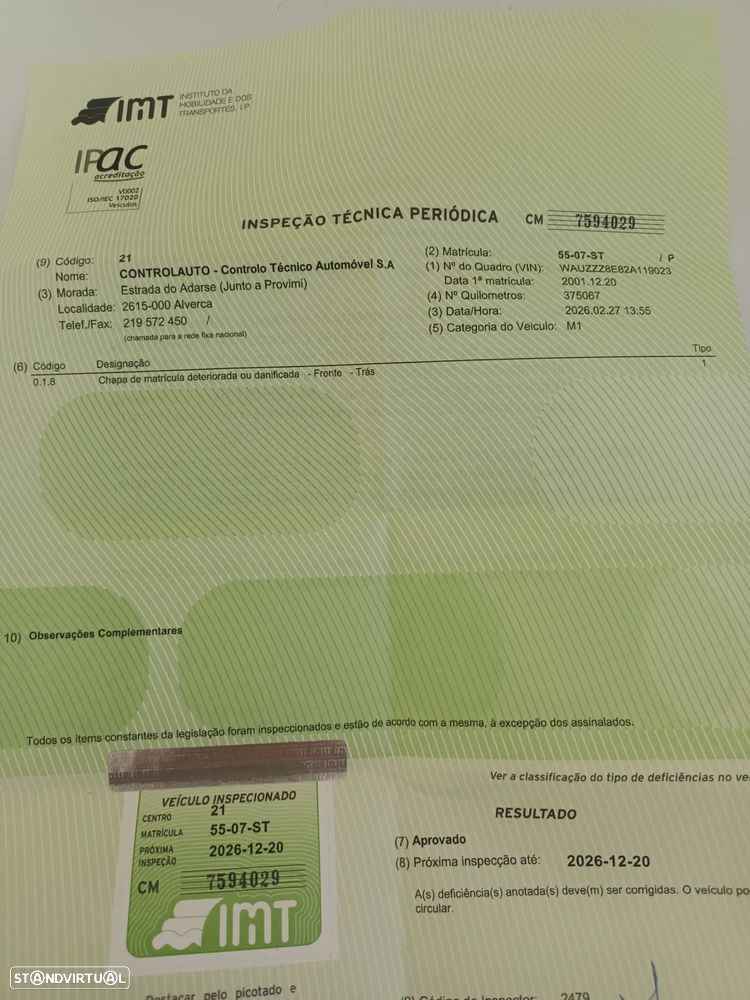 IMT INSTITUTO DA
MOBILIDADE E DOS
TRANSPORTES, I.P.
IPAC
acreditação
V0002
ISO/IEC 17020
Veículos
INSPEÇÃO TÉCNICA PERIÓDICA CM 7594029
(9) Código: 21
Nome: CONTROLAUTO - Controlo Técnico Automóvel S.A
(3) Morada: Estrada do Adarse (Junto a Provimi)
Localidade: 2615-000 Alverca
Telef./Fax: 219 572 450 /
(chamada para a rede fixa nacional)
(2) Matrícula: 55-07-ST / P
(1) Nº do Quadro (VIN): WAUZZZ8E82A119023
Data 1ª matrícula: 2001.12.20
(4) Nº Quilometros: 375067
(3) Data/Hora: 2026.02.27 13:55
(5) Categoria do Veiculo: M1
(6) Código Designação Tipo
0.1.8 Chapa de matrícula deteriorada ou danificada - Frente - Trás 1
10) Observações Complementares
Todos os ítems constantes da legislação foram inspeccionados e estão de acordo com a mesma, à excepção dos assinalados.
Ver a classificação do tipo de deficiências no ve
VEÍCULO INSPECIONADO
CENTRO 21
MATRÍCULA 55-07-ST
PRÓXIMA
INSPEÇÃO 2026-12-20
CM 7594029
IMT
RESULTADO
(7) Aprovado
(8) Próxima inspecção até: 2026-12-20
A(s) deficiência(s) anotada(s) deve(m) ser corrigidas. O veículo po
circular.
Destacar pelo picotado e
Código do Inspector: 2479
STANDVIRTUAL